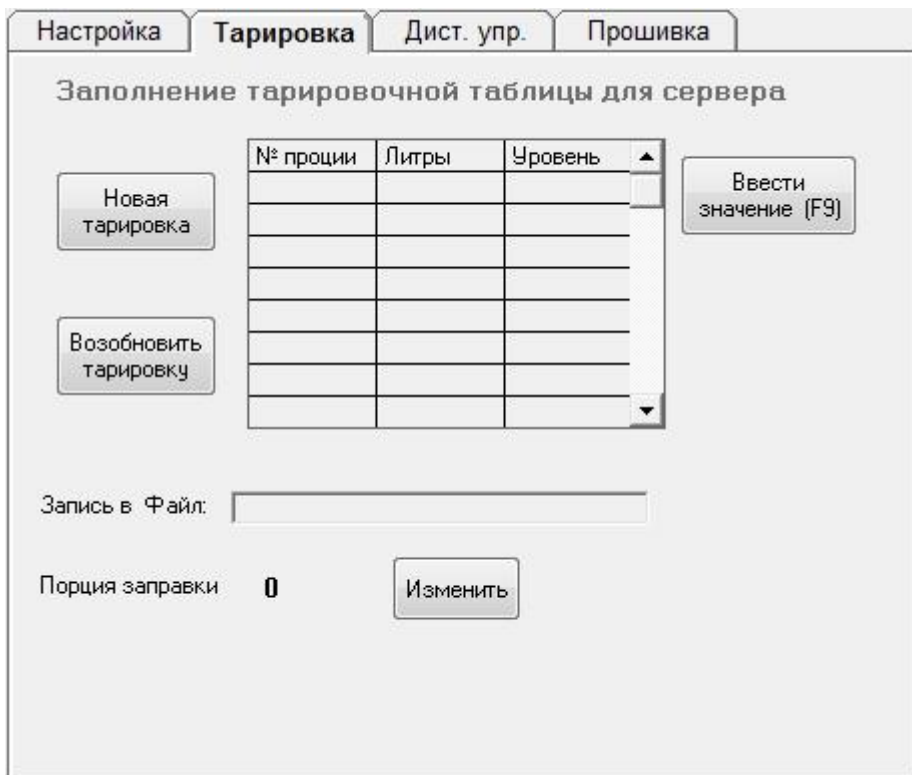 Настройка Тарировка Дист. упр. Прошивка
Заполнение тарировочной таблицы для сервера
№ проции Литры Уровень
Новая
тарировка
Ввести
значение (F9)
Возобновить
тарировку
Запись в Файл:
Порция заправки 0 Изменить